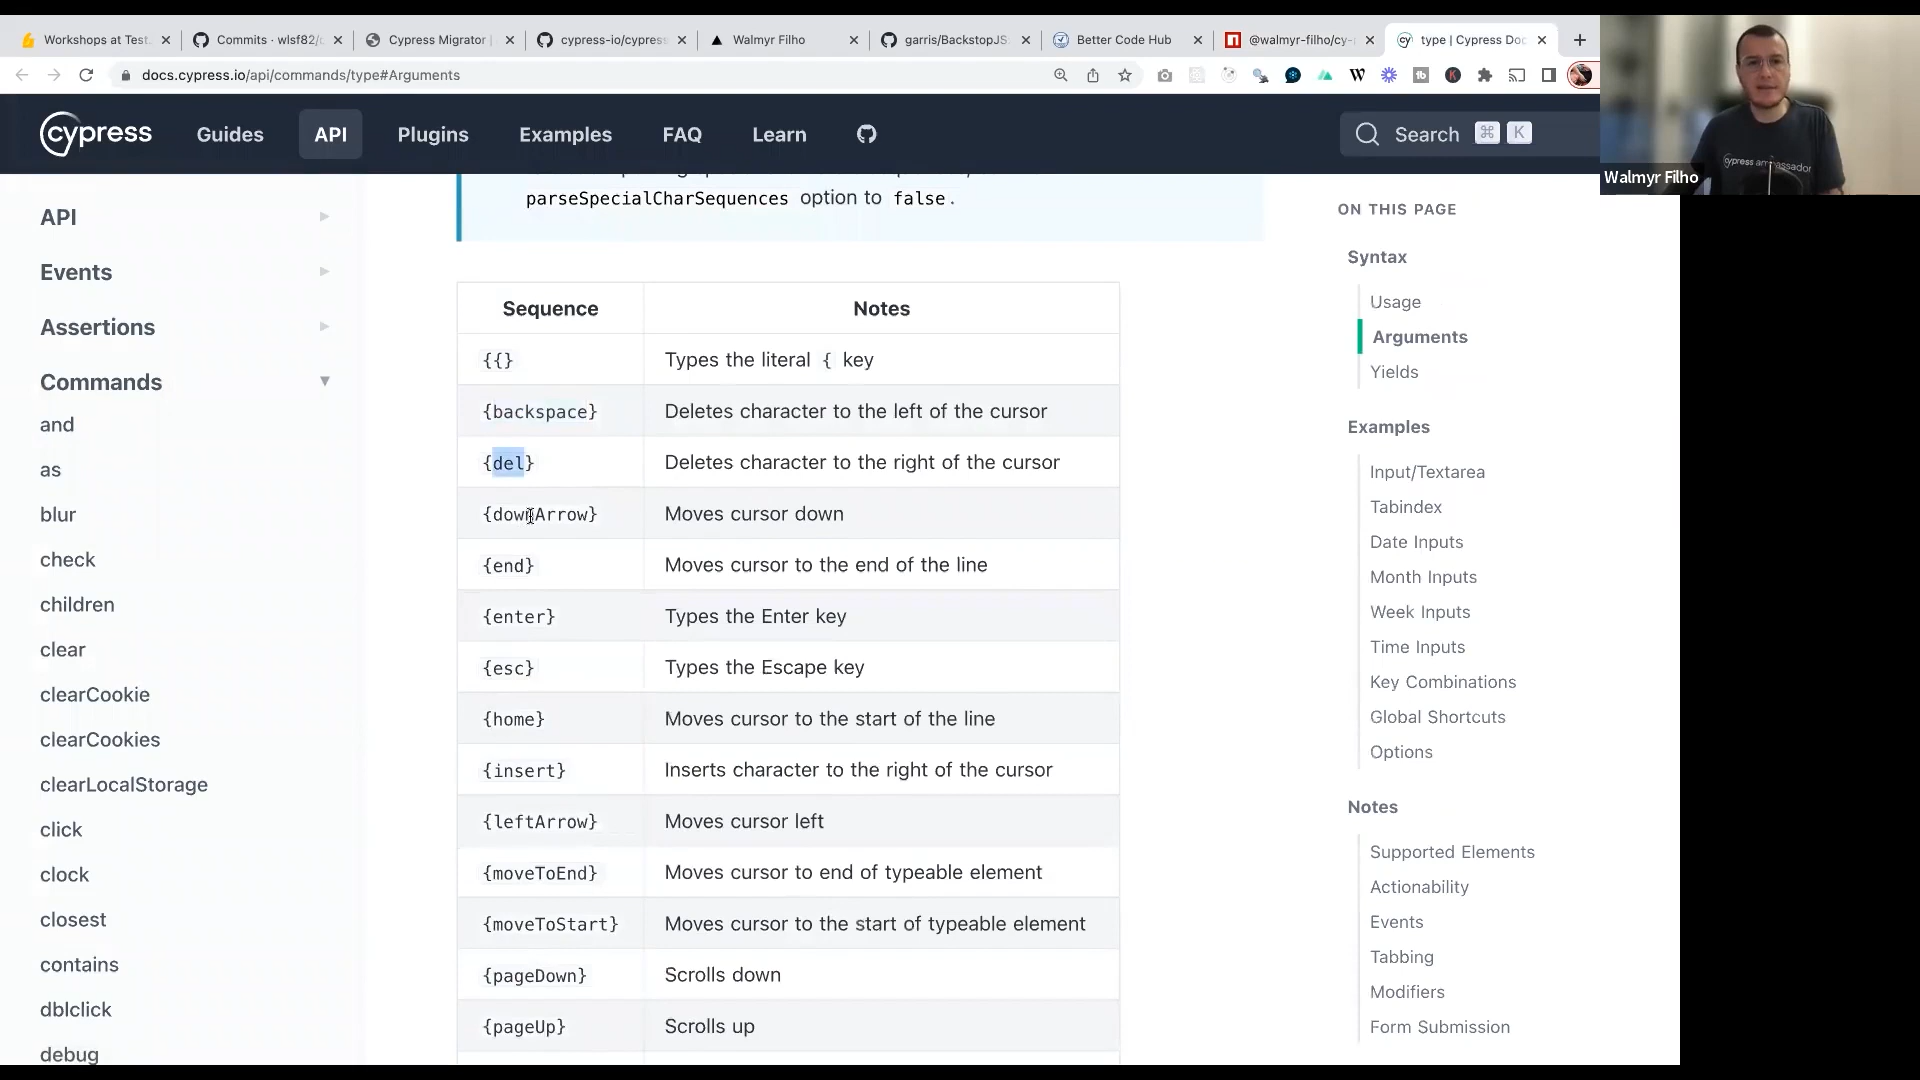 Workshops at Test
Commits · wlsf82/c
Cypress Migrator |
cypress-io/cypress
Walmyr Filho
garris/BackstopJS
Better Code Hub
@walmyr-filho/cy-
type | Cypress Doc
docs.cypress.io/api/commands/type#Arguments
cypress
Guides
API
Plugins
Examples
FAQ
Learn
Search ⌘ K
cypress ambassador
Walmyr Filho
API
Events
Assertions
Commands
and
as
blur
check
children
clear
clearCookie
clearCookies
clearLocalStorage
click
clock
closest
contains
dblclick
debug
parseSpecialCharSequences option to false.
Sequence Notes
{{} Types the literal { key
{backspace} Deletes character to the left of the cursor
{del} Deletes character to the right of the cursor
{downArrow} Moves cursor down
{end} Moves cursor to the end of the line
{enter} Types the Enter key
{esc} Types the Escape key
{home} Moves cursor to the start of the line
{insert} Inserts character to the right of the cursor
{leftArrow} Moves cursor left
{moveToEnd} Moves cursor to end of typeable element
{moveToStart} Moves cursor to the start of typeable element
{pageDown} Scrolls down
{pageUp} Scrolls up
ON THIS PAGE
Syntax
Usage
Arguments
Yields
Examples
Input/Textarea
Tabindex
Date Inputs
Month Inputs
Week Inputs
Time Inputs
Key Combinations
Global Shortcuts
Options
Notes
Supported Elements
Actionability
Events
Tabbing
Modifiers
Form Submission